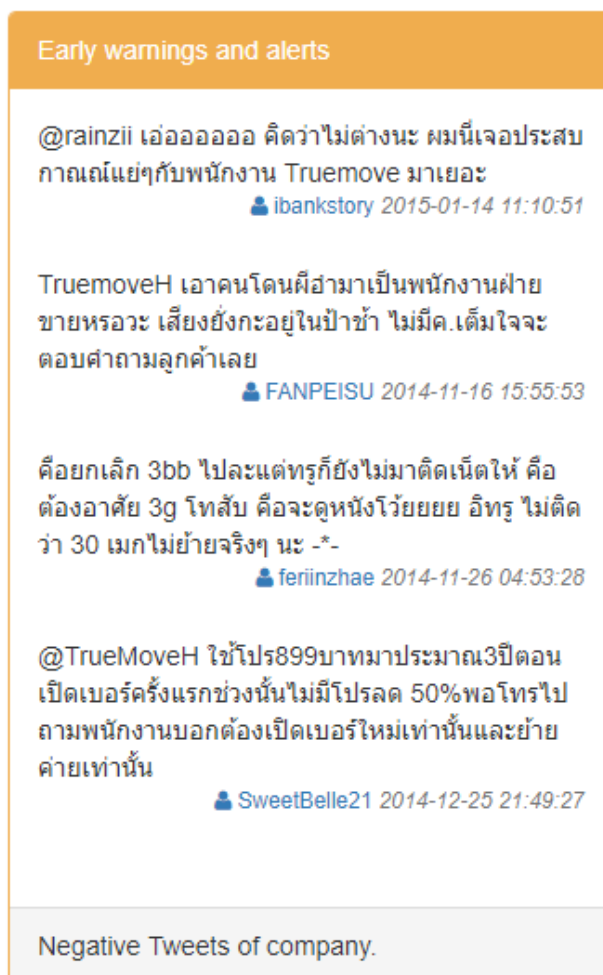 Early warnings and alerts
@rainzii เอ่อออออออ คิดว่าไม่ต่างนะ ผมนี่เจอประสบ
กาณณ์แย่ๆกับพนักงาน Truemove มาเยอะ
ibankstory 2015-01-14 11:10:51
TruemoveH เอาคนโดนผีอำมาเป็นพนักงานฝ่าย
ขายหรอวะ เสียงยั่งกะอยู่ในป้าช้า ไม่มีค.เต็มใจจะ
ตอบคำถามลูกค้าเลย
FANPEISU 2014-11-16 15:55:53
คือยกเลิก 3bb ไปละแต่ทรูก็ยังไม่มาติดเน็ตให้ คือ
ต้องอาศัย 3g โทสับ คือจะดูหนังโว้ยยยย อิทรู ไม่ติด
ว่า 30 เมกไม่ย้ายจริงๆ นะ -*-
feriinzhae 2014-11-26 04:53:28
@TrueMoveH ใช้โปร899บาทมาประมาณ3ปีตอน
เปิดเบอร์ครั้งแรกช่วงนั้นไม่มีโปรลด 50%พอโทรไป
ถามพนักงานบอกต้องเปิดเบอร์ใหม่เท่านั้นและย้าย
ค่ายเท่านั้น
SweetBelle21 2014-12-25 21:49:27
Negative Tweets of company.